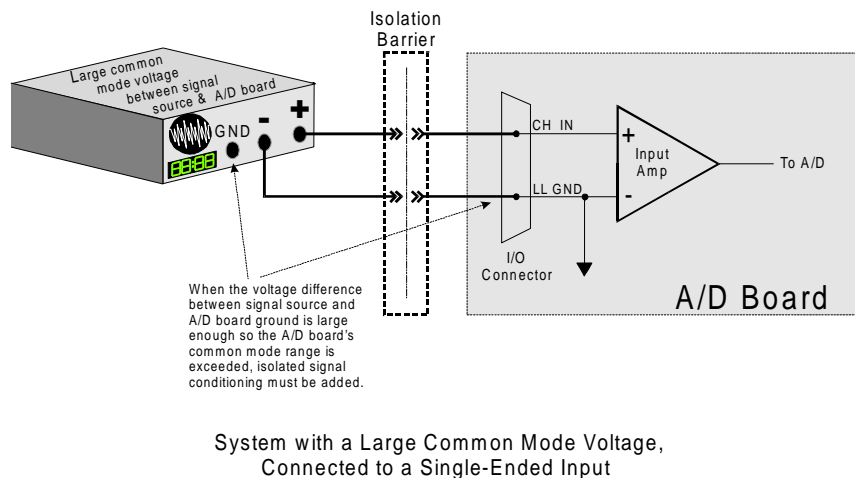 Isolation
Barrier
Large common
mode voltage
between signal
source & A/D board
GND
-
+
88:88
CH IN
+
Input
Amp
-
To A/D
LL GND
I/O
Connector
A/D Board
When the voltage difference
between signal source and
A/D board ground is large
enough so the A/D board's
common mode range is
exceeded, isolated signal
conditioning must be added.
System with a Large Common Mode Voltage,
Connected to a Single-Ended Input